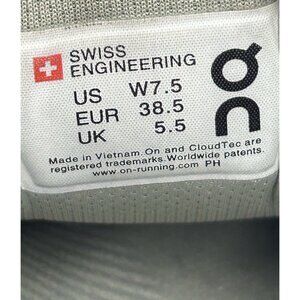 SWISS
ENGINEERING
US W7.5
EUR 38.5
UK 5.5
Made in Vietnam. On and CloudTec are
registered trademarks. Worldwide patents.
www.on-running.com PH